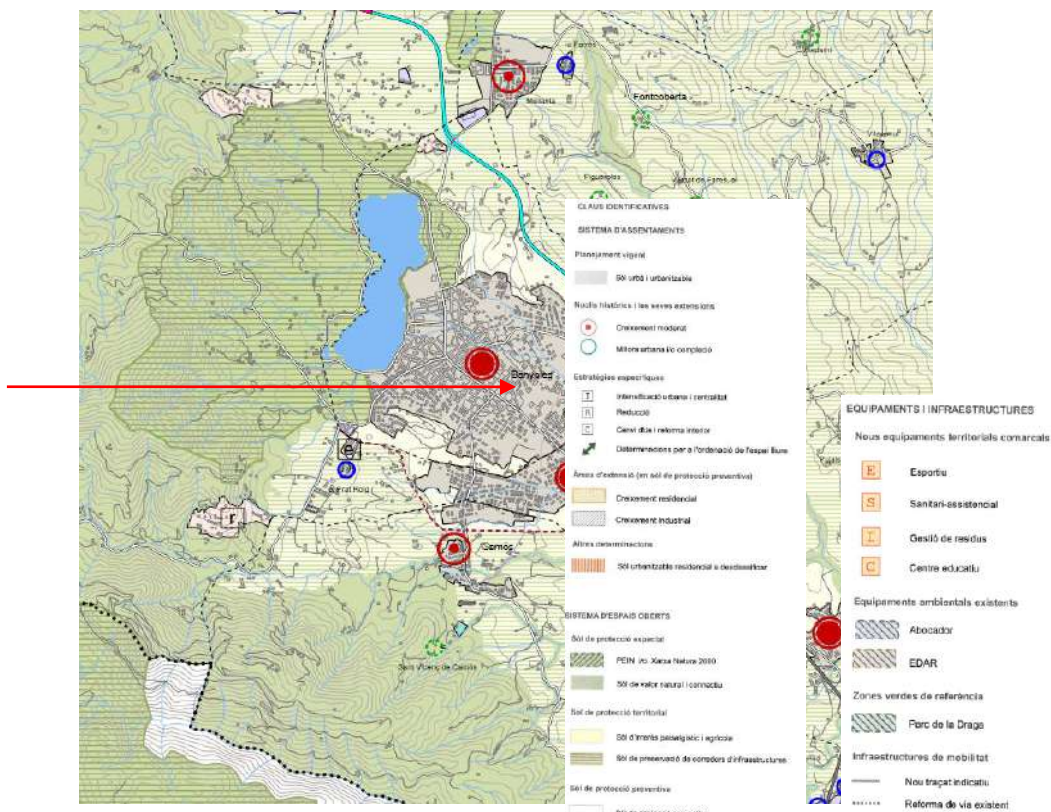 Fontcoberta
Melianta
Figueroles
Banyoles
e
r
Camós
CLAUS IDENTIFICATIVES
SISTEMA D'ASSENTAMENTS
Planejament vigent
Sòl urbà i urbanitzable
Nuclis històrics i les seves extensions
Creixement moderat
Millora urbana i/o compleció
Estratègies específiques
I Intensificació urbana i centralitat
R Reducció
C Canvi d'ús i reforma interior
Determinacions per a l'ordenació de l'espai lliure
Àrees d'extensió (en sòl de protecció preventiva)
Creixement residencial
Creixement industrial
Altres determinacions
Sòl urbanitzable residencial a desclassificar
SISTEMA D'ESPAIS OBERTS
Sòl de protecció especial
PEIN i/o Xarxa Natura 2000
Sòl de valor natural i connectiu
Sòl de protecció territorial
Sòl d'interès paisatgístic i agrícola
Sòl de preservació de corredors d'infraestructures
Sòl de protecció preventiva
EQUIPAMENTS I INFRAESTRUCTURES
Nous equipaments territorials comarcals
E Esportiu
S Sanitari-assistencial
I Gestió de residus
C Centre educatiu
Equipaments ambientals existents
Abocador
EDAR
Zones verdes de referència
Parc de la Draga
Infraestructures de mobilitat
Nou traçat indicatiu
Reforma de via existent